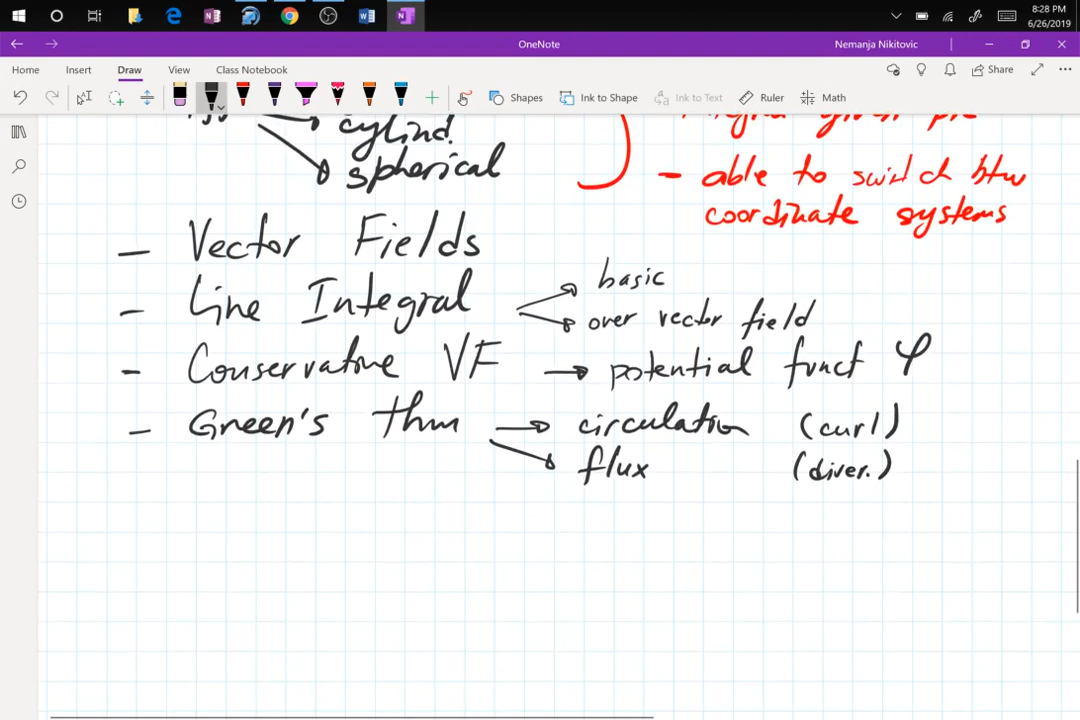 8:28 PM
6/26/2019
OneNote
Nemanja Nikitovic
Home Insert Draw View Class Notebook
Share
Shapes Ink to Shape Ink to Text Ruler Math
cylind.
spherical
- able to switch btw
coordinate systems
- Vector Fields
- Line Integral → basic
→ over vector field
- Conservative VF → potential funct φ
- Green's thm → circulation (curl)
→ flux (diver.)